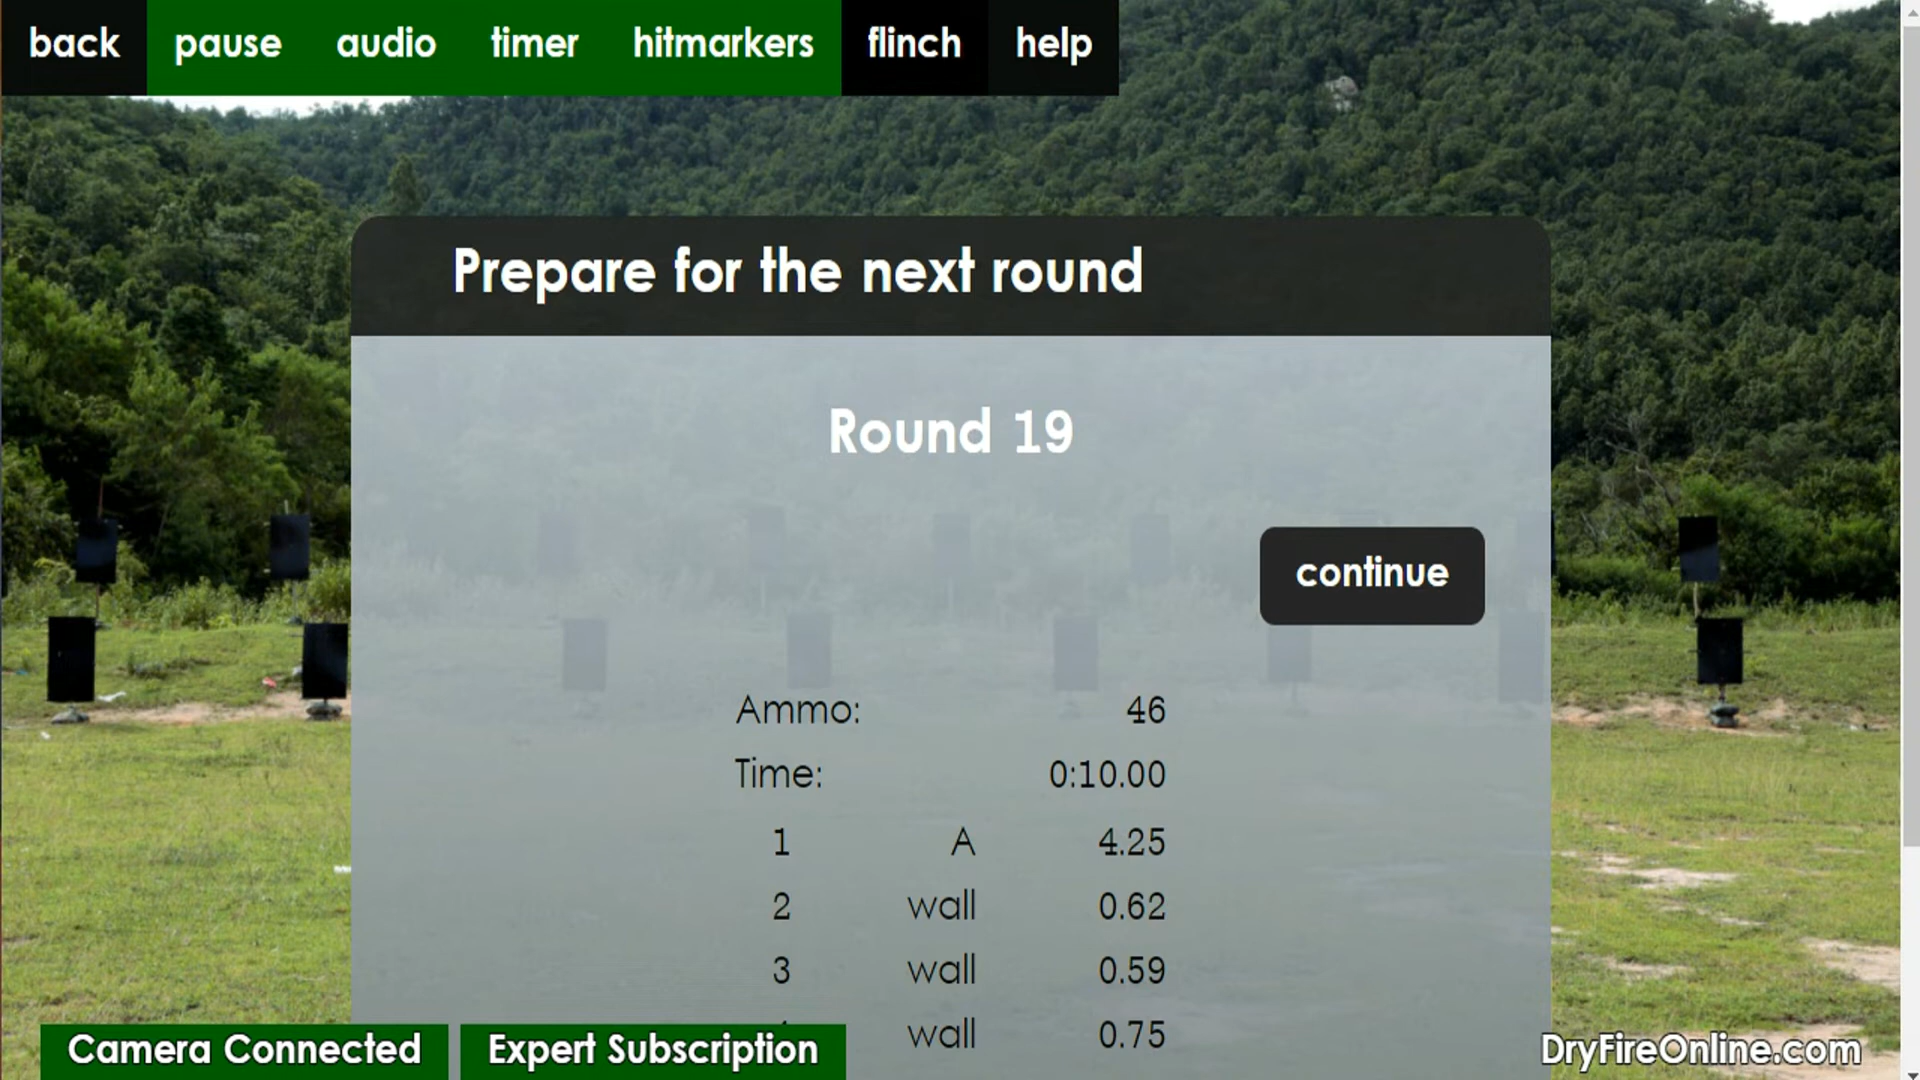 back pause audio timer hitmarkers flinch help
Prepare for the next round
Round 19
continue
Ammo: 46
Time: 0:10.00
1 A 4.25
2 wall 0.62
3 wall 0.59
wall 0.75
Camera Connected Expert Subscription DryFireOnline.com